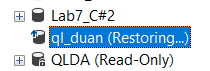 Lab7_C#2
ql_duan (Restoring...)
QLDA (Read-Only)